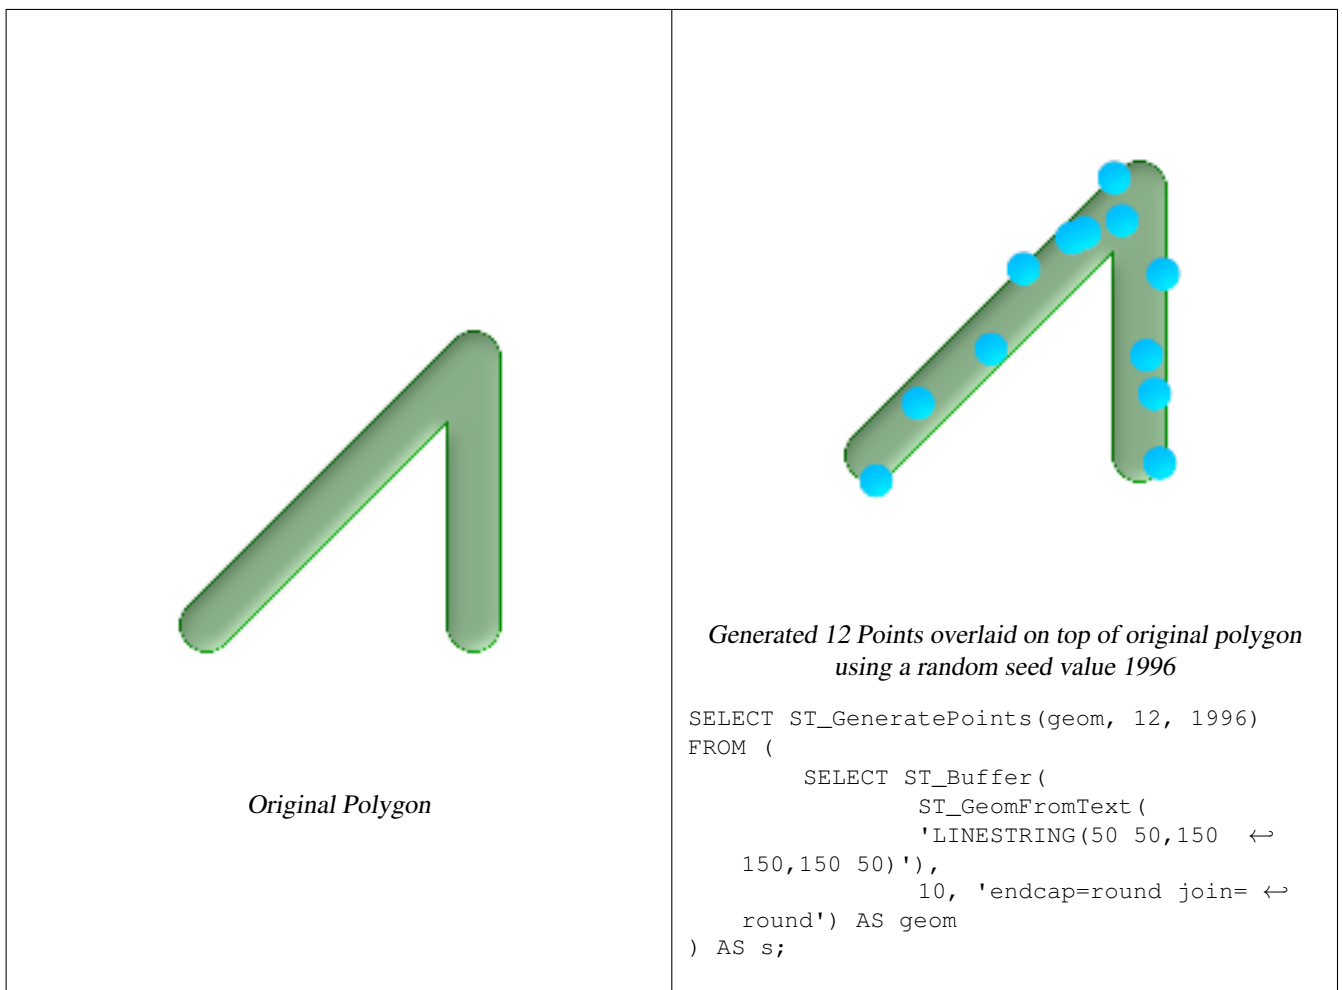 Original Polygon
Generated 12 Points overlaid on top of original polygon
using a random seed value 1996
SELECT ST_GeneratePoints(geom, 12, 1996)
FROM (
        SELECT ST_Buffer(
                ST_GeomFromText(
                'LINESTRING(50 50,150 ↩
    150,150 50)'),
                10, 'endcap=round join= ↩
    round') AS geom
) AS s;